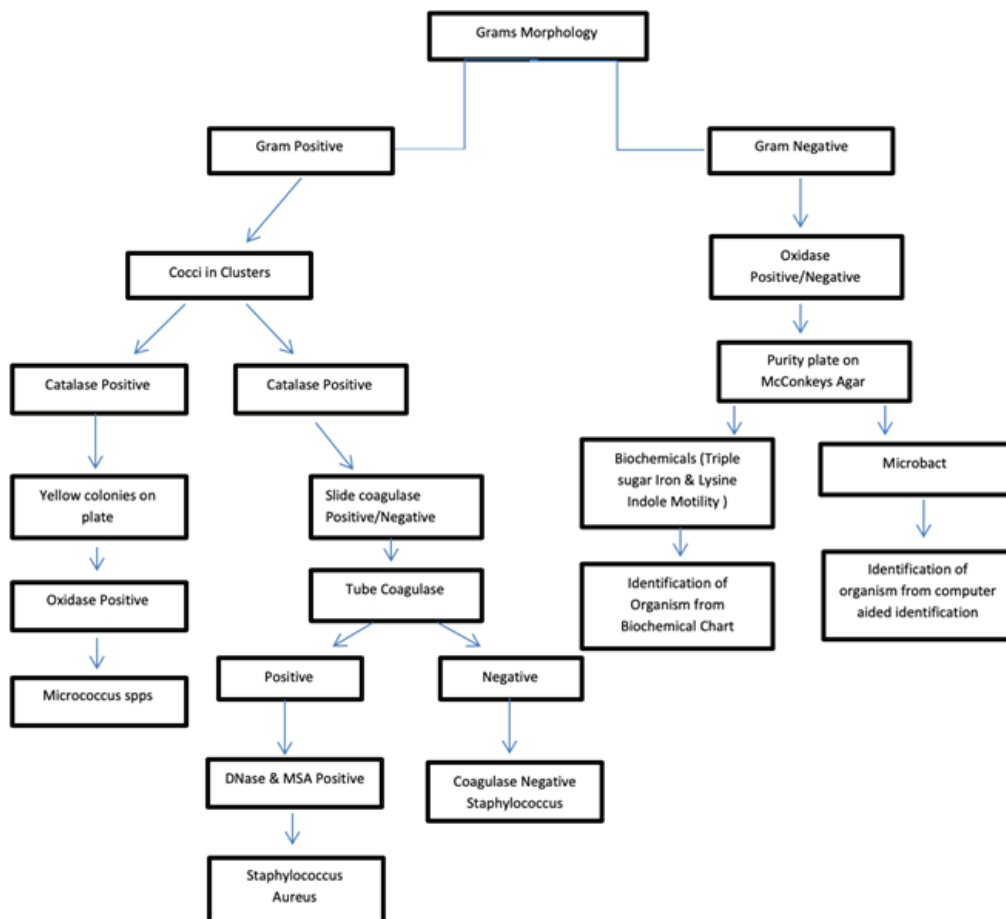 Grams Morphology
Gram Positive
Gram Negative
Cocci in Clusters
Oxidase
Positive/Negative
Catalase Positive
Catalase Positive
Purity plate on
McConkeys Agar
Yellow colonies on
plate
Slide coagulase
Positive/Negative
Biochemicals (Triple
sugar Iron & Lysine
Indole Motility )
Microbact
Oxidase Positive
Tube Coagulase
Identification of
Organism from
Biochemical Chart
Identification of
organism from computer
aided identification
Micrococcus spps
Positive
Negative
DNase & MSA Positive
Coagulase Negative
Staphylococcus
Staphylococcus
Aureus